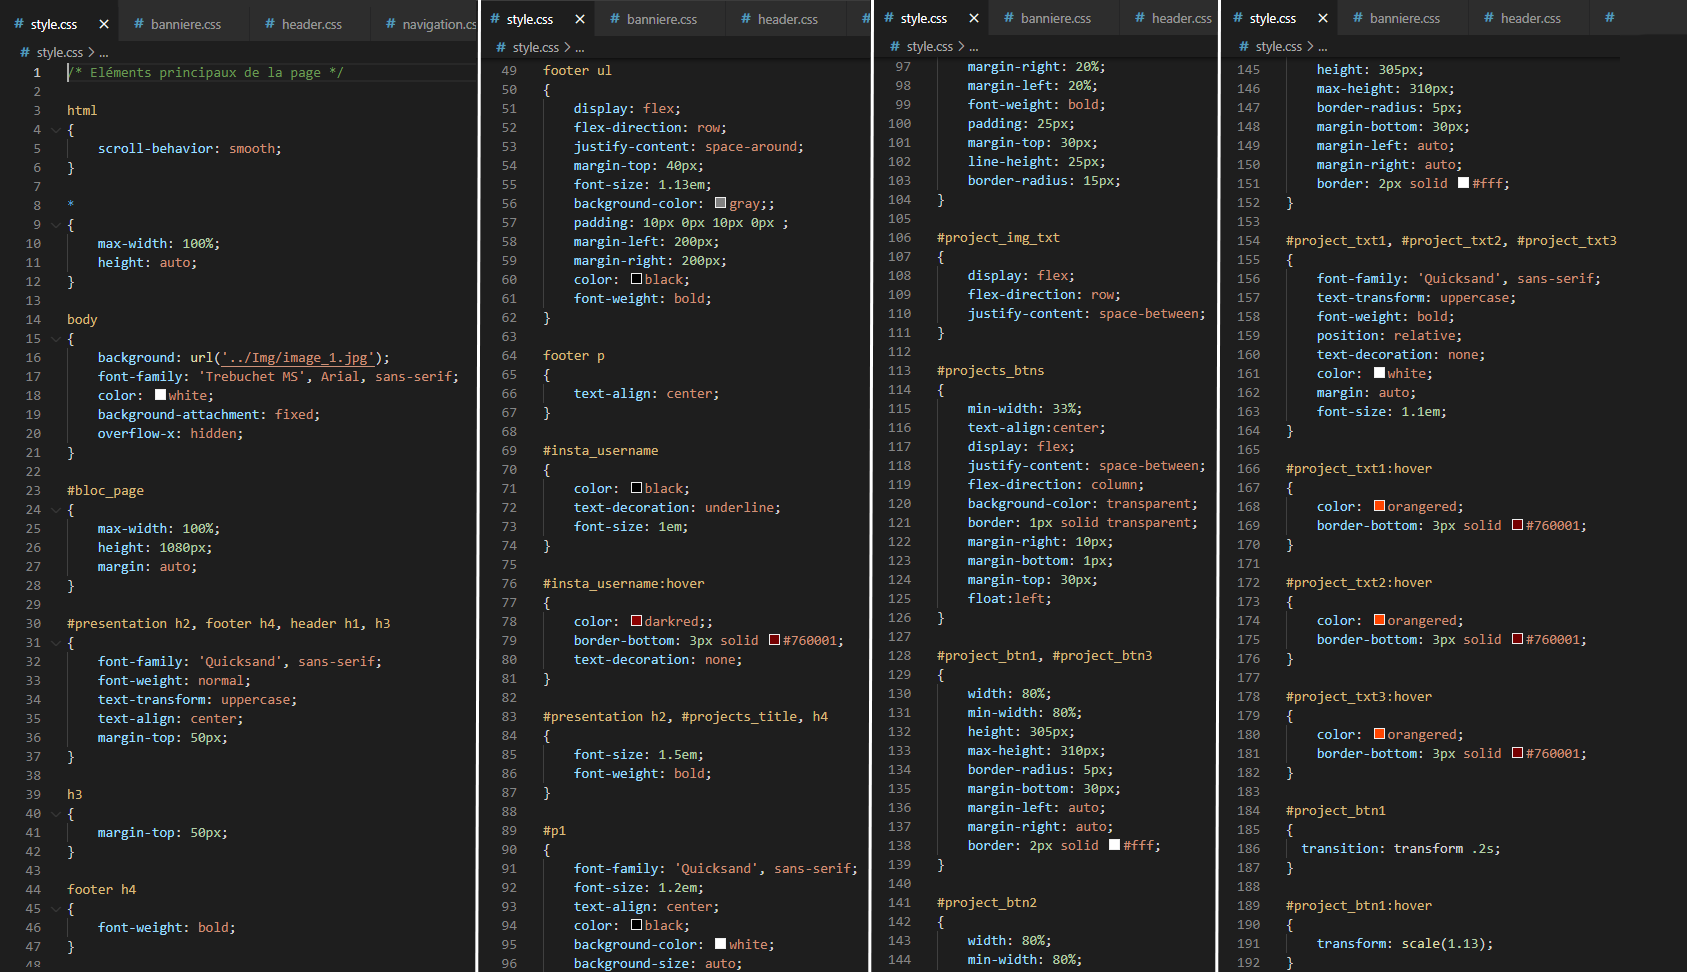 # style.css × # banniere.css # header.css # navigation.cs
# style.css > ...
1 /* Eléments principaux de la page */
2
3 html
4 {
5 scroll-behavior: smooth;
6 }
7
8 *
9 {
10 max-width: 100%;
11 height: auto;
12 }
13
14 body
15 {
16 background: url('../Img/image_1.jpg');
17 font-family: 'Trebuchet MS', Arial, sans-serif;
18 color: white;
19 background-attachment: fixed;
20 overflow-x: hidden;
21 }
22
23 #bloc_page
24 {
25 max-width: 100%;
26 height: 1080px;
27 margin: auto;
28 }
29
30 #presentation h2, footer h4, header h1, h3
31 {
32 font-family: 'Quicksand', sans-serif;
33 font-weight: normal;
34 text-transform: uppercase;
35 text-align: center;
36 margin-top: 50px;
37 }
38
39 h3
40 {
41 margin-top: 50px;
42 }
43
44 footer h4
45 {
46 font-weight: bold;
47 }
48
# style.css × # banniere.css # header.css #
# style.css > ...
49 footer ul
50 {
51 display: flex;
52 flex-direction: row;
53 justify-content: space-around;
54 margin-top: 40px;
55 font-size: 1.13em;
56 background-color: gray;;
57 padding: 10px 0px 10px 0px ;
58 margin-left: 200px;
59 margin-right: 200px;
60 color: black;
61 font-weight: bold;
62 }
63
64 footer p
65 {
66 text-align: center;
67 }
68
69 #insta_username
70 {
71 color: black;
72 text-decoration: underline;
73 font-size: 1em;
74 }
75
76 #insta_username:hover
77 {
78 color: darkred;;
79 border-bottom: 3px solid #760001;
80 text-decoration: none;
81 }
82
83 #presentation h2, #projects_title, h4
84 {
85 font-size: 1.5em;
86 font-weight: bold;
87 }
88
89 #p1
90 {
91 font-family: 'Quicksand', sans-serif;
92 font-size: 1.2em;
93 text-align: center;
94 color: black;
95 background-color: white;
96 background-size: auto;
# style.css × # banniere.css # header.css
# style.css > ...
97 margin-right: 20%;
98 margin-left: 20%;
99 font-weight: bold;
100 padding: 25px;
101 margin-top: 30px;
102 line-height: 25px;
103 border-radius: 15px;
104 }
105
106 #project_img_txt
107 {
108 display: flex;
109 flex-direction: row;
110 justify-content: space-between;
111 }
112
113 #projects_btns
114 {
115 min-width: 33%;
116 text-align:center;
117 display: flex;
118 justify-content: space-between;
119 flex-direction: column;
120 background-color: transparent;
121 border: 1px solid transparent;
122 margin-right: 10px;
123 margin-bottom: 1px;
124 margin-top: 30px;
125 float:left;
126 }
127
128 #project_btn1, #project_btn3
129 {
130 width: 80%;
131 min-width: 80%;
132 height: 305px;
133 max-height: 310px;
134 border-radius: 5px;
135 margin-bottom: 30px;
136 margin-left: auto;
137 margin-right: auto;
138 border: 2px solid #fff;
139 }
140
141 #project_btn2
142 {
143 width: 80%;
144 min-width: 80%;
# style.css × # banniere.css # header.css #
# style.css > ...
145 height: 305px;
146 max-height: 310px;
147 border-radius: 5px;
148 margin-bottom: 30px;
149 margin-left: auto;
150 margin-right: auto;
151 border: 2px solid #fff;
152 }
153
154 #project_txt1, #project_txt2, #project_txt3
155 {
156 font-family: 'Quicksand', sans-serif;
157 text-transform: uppercase;
158 font-weight: bold;
159 position: relative;
160 text-decoration: none;
161 color: white;
162 margin: auto;
163 font-size: 1.1em;
164 }
165
166 #project_txt1:hover
167 {
168 color: orangered;
169 border-bottom: 3px solid #760001;
170 }
171
172 #project_txt2:hover
173 {
174 color: orangered;
175 border-bottom: 3px solid #760001;
176 }
177
178 #project_txt3:hover
179 {
180 color: orangered;
181 border-bottom: 3px solid #760001;
182 }
183
184 #project_btn1
185 {
186 transition: transform .2s;
187 }
188
189 #project_btn1:hover
190 {
191 transform: scale(1.13);
192 }